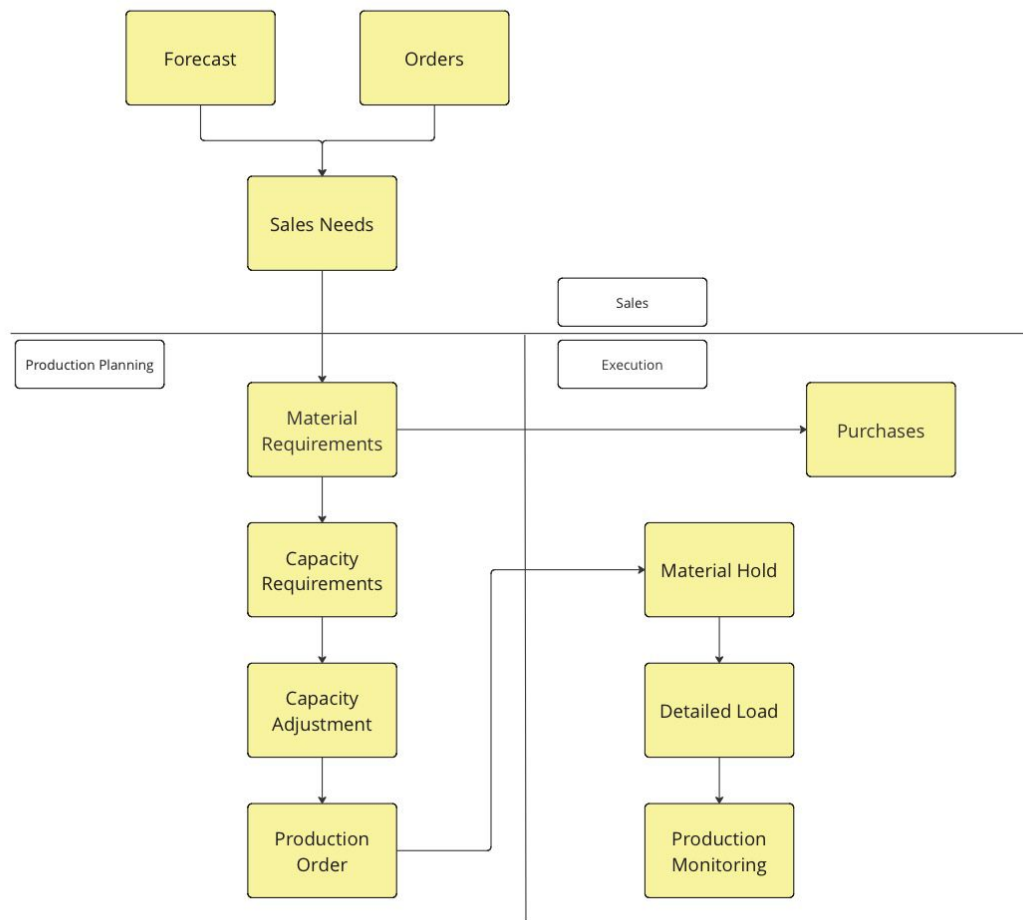 Forecast
Orders
Sales Needs
Sales
Production Planning
Execution
Material
Requirements
Purchases
Capacity
Requirements
Material Hold
Capacity
Adjustment
Detailed Load
Production
Order
Production
Monitoring